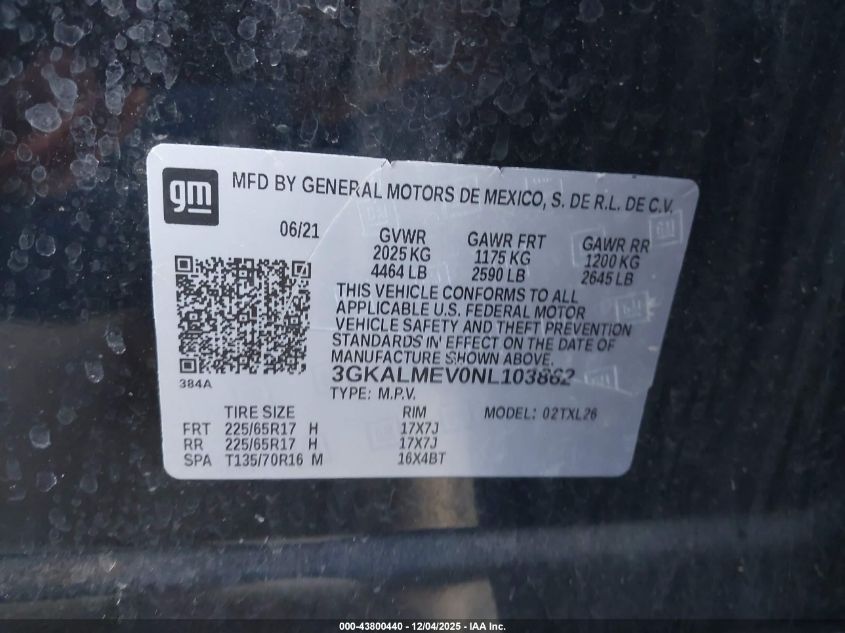 gm
MFD BY GENERAL MOTORS DE MEXICO, S. DE R.L. DE C.V.
06/21
GVWR GAWR FRT GAWR RR
2025 KG 1175 KG 1200 KG
4464 LB 2590 LB 2645 LB
THIS VEHICLE CONFORMS TO ALL
APPLICABLE U.S. FEDERAL MOTOR
VEHICLE SAFETY AND THEFT PREVENTION
STANDARDS IN EFFECT ON THE DATE OF
MANUFACTURE SHOWN ABOVE.
3GKALMEV0NL103862
384A
TYPE: M.P.V.
TIRE SIZE RIM MODEL: 02TXL26
FRT 225/65R17 H 17X7J
RR 225/65R17 H 17X7J
SPA T135/70R16 M 16X4BT
000-43800440 - 12/04/2025 - IAA Inc.